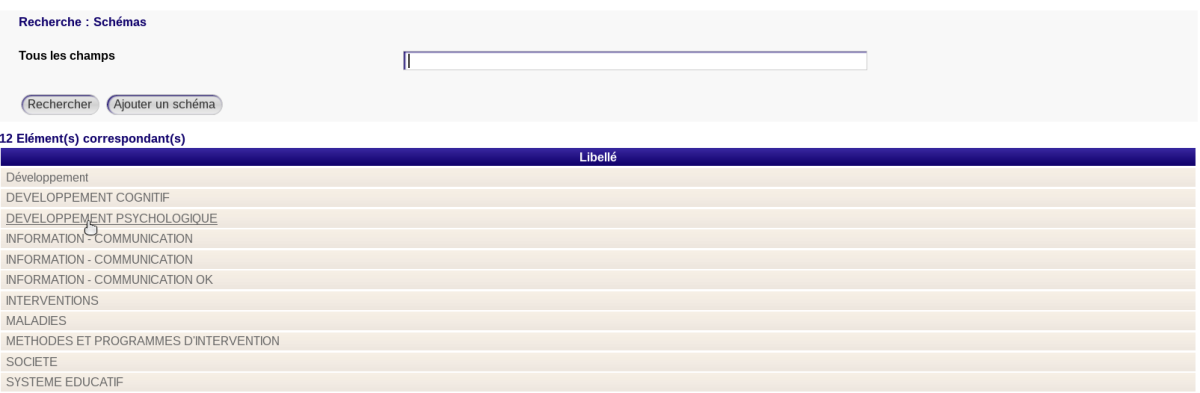 Recherche : Schémas
Tous les champs
Rechercher Ajouter un schéma
12 Elément(s) correspondant(s)
Libellé
Développement
DEVELOPPEMENT COGNITIF
DEVELOPPEMENT PSYCHOLOGIQUE
INFORMATION - COMMUNICATION
INFORMATION - COMMUNICATION
INFORMATION - COMMUNICATION OK
INTERVENTIONS
MALADIES
METHODES ET PROGRAMMES D'INTERVENTION
SOCIETE
SYSTEME EDUCATIF